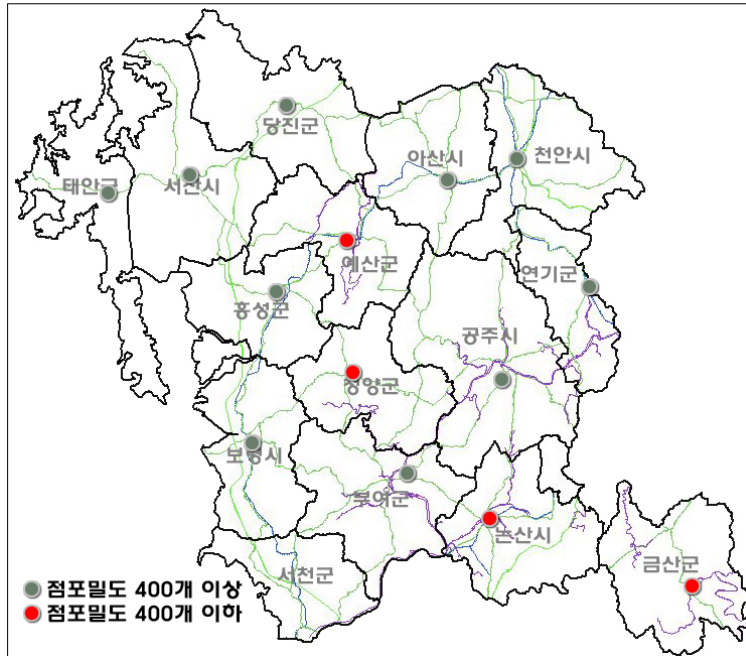 당진군
아산시
천안시
태안군
서산시
예산군
연기군
홍성군
공주시
청양군
보령시
부여군
논산시
서천군
금산군
점포밀도 400개 이상
점포밀도 400개 이하